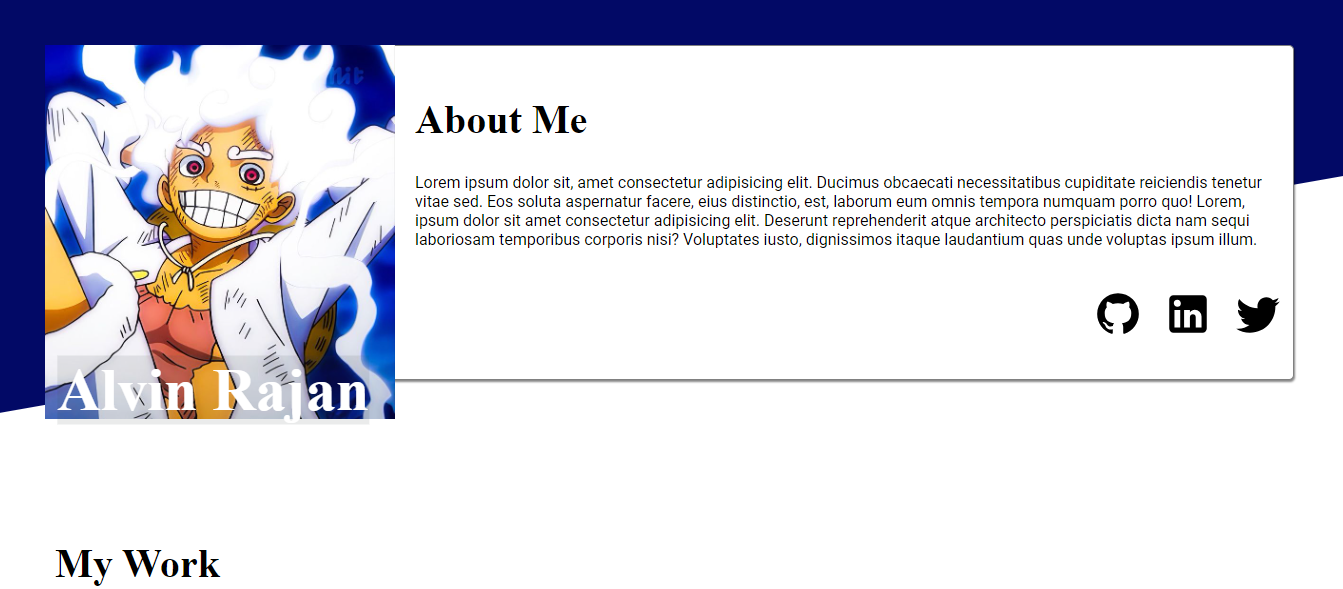 About Me
Lorem ipsum dolor sit, amet consectetur adipisicing elit. Ducimus obcaecati necessitatibus cupiditate reiciendis tenetur
vitae sed. Eos soluta aspernatur facere, eius distinctio, est, laborum eum omnis tempora numquam porro quo! Lorem,
ipsum dolor sit amet consectetur adipisicing elit. Deserunt reprehenderit atque architecto perspiciatis dicta nam sequi
laboriosam temporibus corporis nisi? Voluptates iusto, dignissimos itaque laudantium quas unde voluptas ipsum illum.
in
Alvin Rajan
My Work